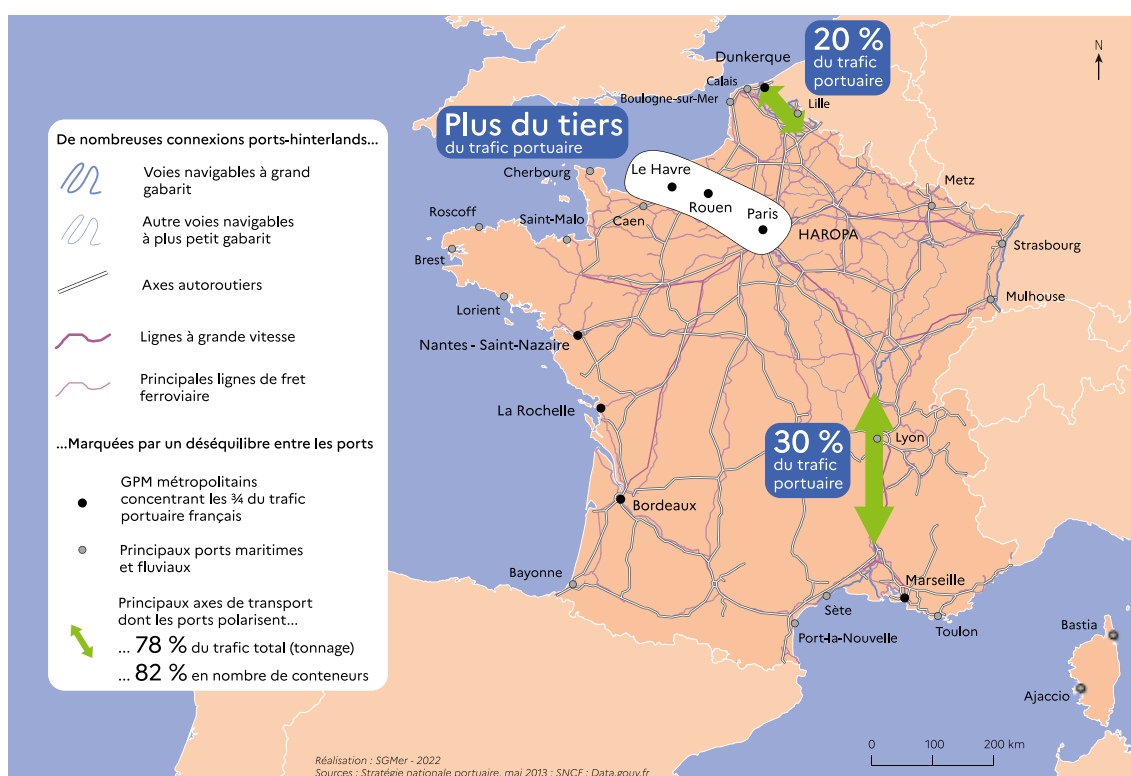 20 %
du trafic
portuaire
N
Dunkerque
Calais
Boulogne-sur-Mer
Lille
Plus du tiers
du trafic portuaire
De nombreuses connexions ports-hinterlands...
Voies navigables à grand
gabarit
Autre voies navigables
à plus petit gabarit
Axes autoroutiers
Lignes à grande vitesse
Principales lignes de fret
ferroviaire
...Marquées par un déséquilibre entre les ports
GPM métropolitains
concentrant les ¾ du trafic
portuaire français
Principaux ports maritimes
et fluviaux
Principaux axes de transport
dont les ports polarisent...
... 78 % du trafic total (tonnage)
... 82 % en nombre de conteneurs
Cherbourg
Le Havre
Rouen
Paris
HAROPA
Caen
Metz
Strasbourg
Mulhouse
Roscoff
Saint-Malo
Brest
Lorient
Nantes - Saint-Nazaire
La Rochelle
30 %
du trafic
portuaire
Lyon
Bordeaux
Bayonne
Marseille
Sète
Toulon
Port-la-Nouvelle
Bastia
Ajaccio
0 100 200 km
Réalisation : SGMer - 2022
Sources : Stratégie nationale portuaire, mai 2013 ; SNCF ; Data.gouv.fr